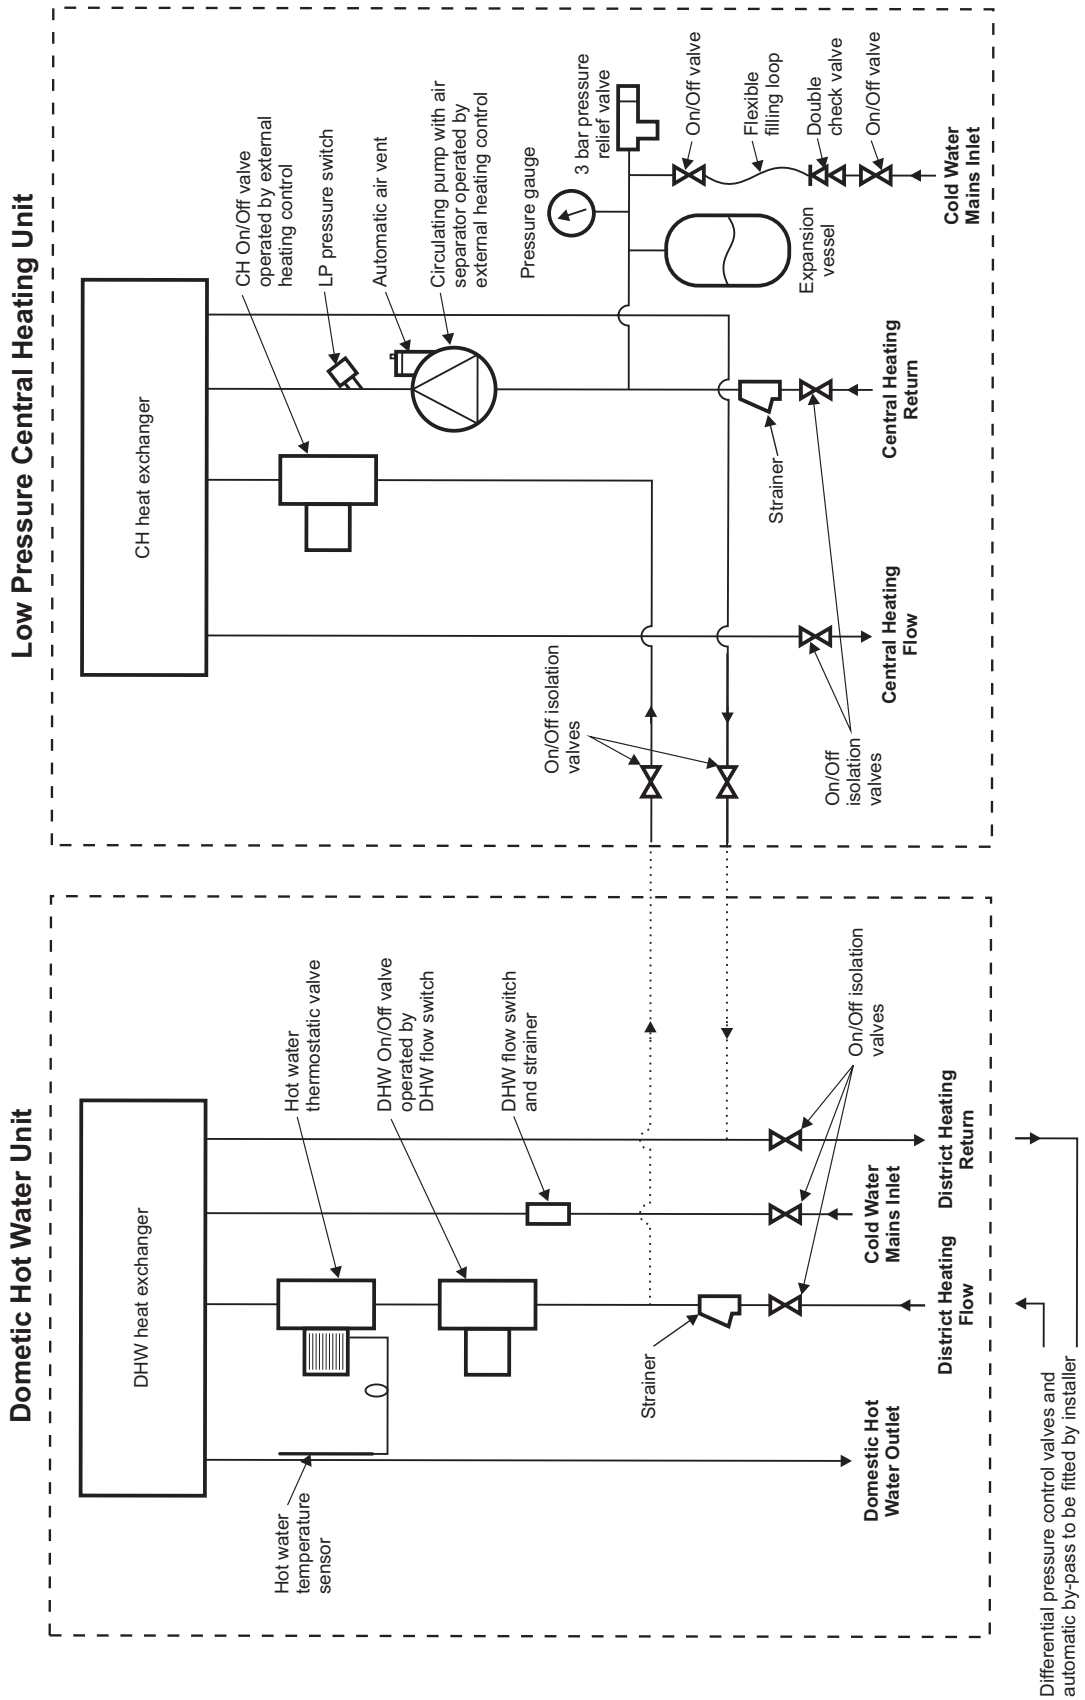 Dometic Hot Water Unit
DHW heat exchanger
Hot water
temperature
sensor
Hot water
thermostatic valve
DHW On/Off valve
operated by
DHW flow switch
DHW flow switch
and strainer
Strainer
On/Off isolation
valves
Domestic Hot
Water Outlet
District Heating
Flow
Cold Water
Mains Inlet
District Heating
Return
Differential pressure control valves and
automatic by-pass to be fitted by installer
Low Pressure Central Heating Unit
CH heat exchanger
CH On/Off valve
operated by external
heating control
LP pressure switch
Automatic air vent
Circulating pump with air
separator operated by
external heating control
Pressure gauge
3 bar pressure
relief valve
On/Off valve
Flexible
filling loop
Double
check valve
On/Off valve
Cold Water
Mains Inlet
Expansion
vessel
On/Off isolation
valves
Strainer
On/Off
isolation
valves
Central Heating
Flow
Central Heating
Return